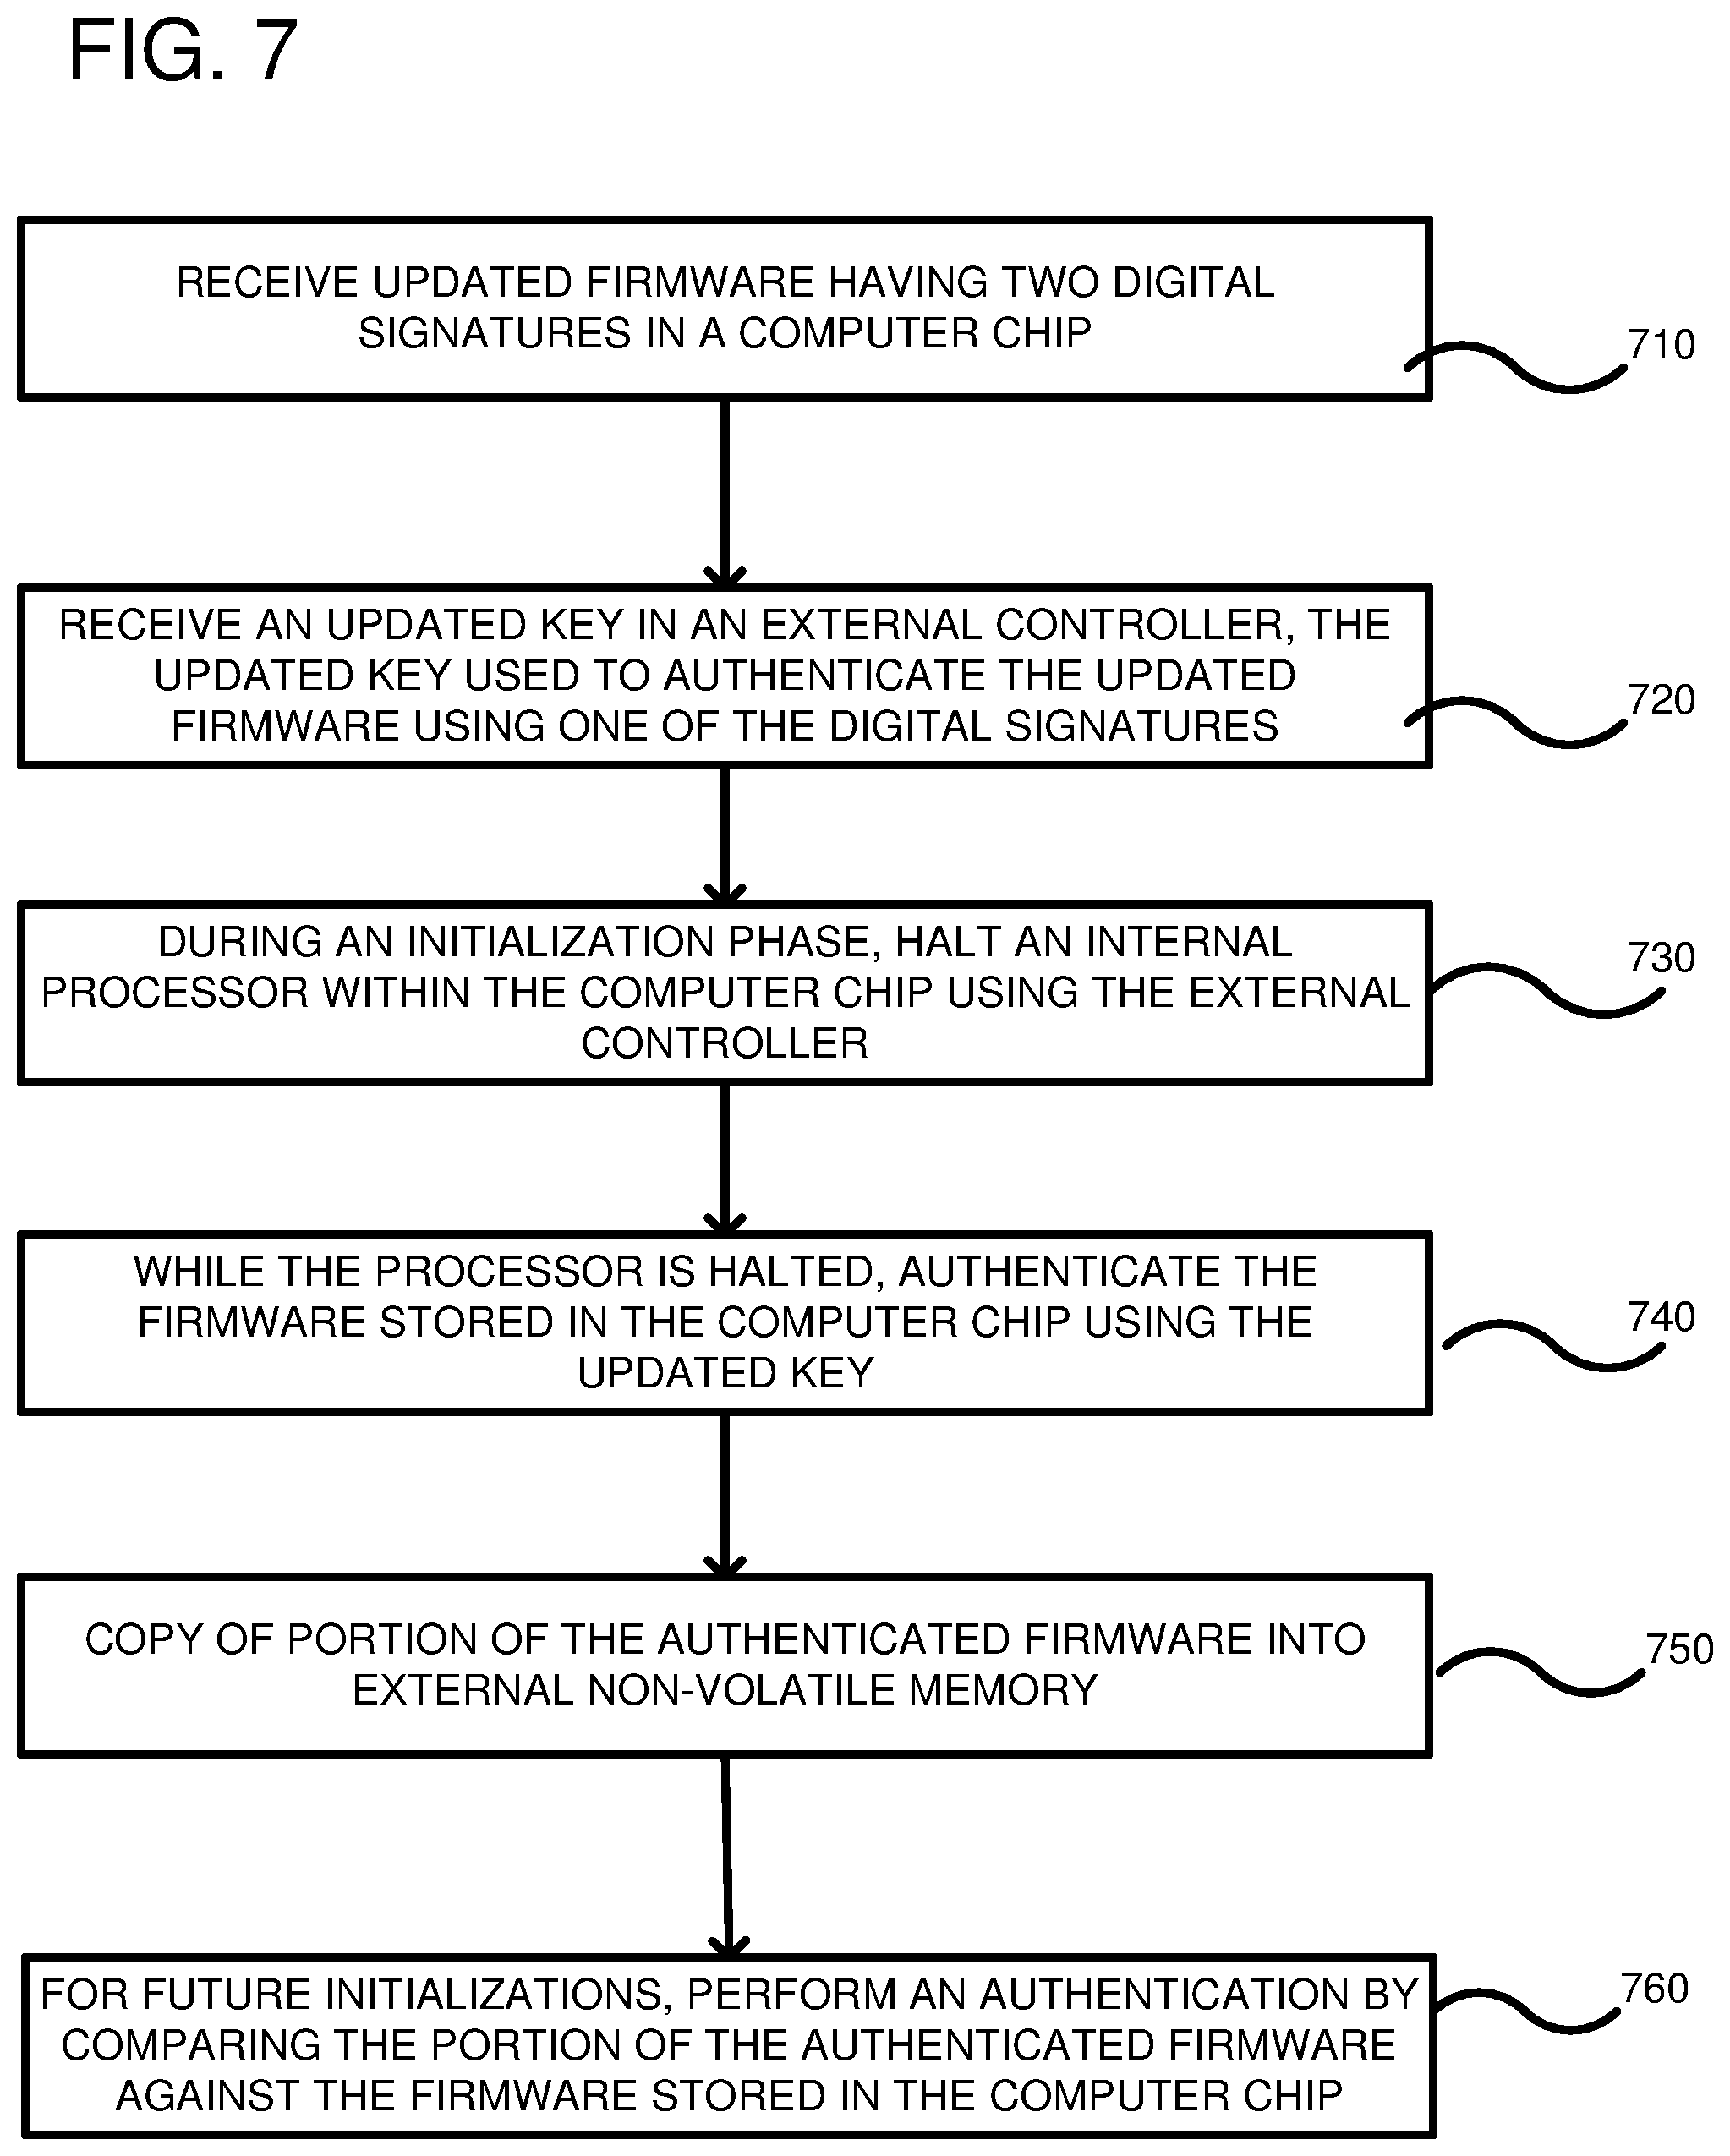 FIG. 7
RECEIVE UPDATED FIRMWARE HAVING TWO DIGITAL
SIGNATURES IN A COMPUTER CHIP
710
RECEIVE AN UPDATED KEY IN AN EXTERNAL CONTROLLER, THE
UPDATED KEY USED TO AUTHENTICATE THE UPDATED
FIRMWARE USING ONE OF THE DIGITAL SIGNATURES
720
DURING AN INITIALIZATION PHASE, HALT AN INTERNAL
PROCESSOR WITHIN THE COMPUTER CHIP USING THE EXTERNAL
CONTROLLER
730
WHILE THE PROCESSOR IS HALTED, AUTHENTICATE THE
FIRMWARE STORED IN THE COMPUTER CHIP USING THE
UPDATED KEY
740
COPY OF PORTION OF THE AUTHENTICATED FIRMWARE INTO
EXTERNAL NON-VOLATILE MEMORY
750
FOR FUTURE INITIALIZATIONS, PERFORM AN AUTHENTICATION BY
COMPARING THE PORTION OF THE AUTHENTICATED FIRMWARE
AGAINST THE FIRMWARE STORED IN THE COMPUTER CHIP
760